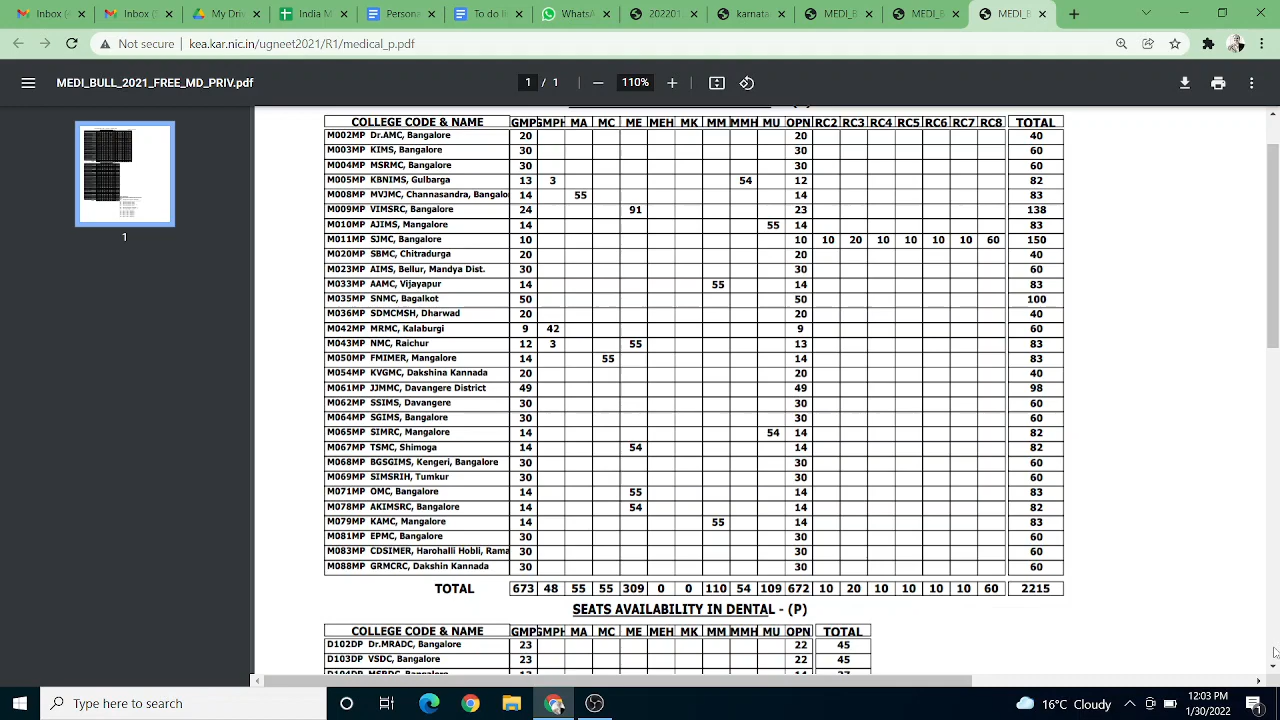 Inbox (
Inbox (
My Driv
India M
Persona
To do li
WhatsA
202201
karnata
MEDI_B
MEDI_B
MEDI_B
Not secure
kea.kar.nic.in/ugneet2021/R1/medical_p.pdf
MEDI_BULL_2021_FREE_MD_PRIV.pdf
1 / 1
110%
1
COLLEGE CODE & NAME GMP GMPH MA MC ME MEH MK MM MMH MU OPN RC2 RC3 RC4 RC5 RC6 RC7 RC8 TOTAL
M002MP Dr.AMC, Bangalore 20 20 40
M003MP KIMS, Bangalore 30 30 60
M004MP MSRMC, Bangalore 30 30 60
M005MP KBNIMS, Gulbarga 13 3 54 12 82
M008MP MVJMC, Channasandra, Bangalo 14 55 14 83
M009MP VIMSRC, Bangalore 24 91 23 138
M010MP AJIMS, Mangalore 14 55 14 83
M011MP SJMC, Bangalore 10 10 10 20 10 10 10 10 60 150
M020MP SBMC, Chitradurga 20 20 40
M023MP AIMS, Bellur, Mandya Dist. 30 30 60
M033MP AAMC, Vijayapur 14 55 14 83
M035MP SNMC, Bagalkot 50 50 100
M036MP SDMCMSH, Dharwad 20 20 40
M042MP MRMC, Kalaburgi 9 42 9 60
M043MP NMC, Raichur 12 3 55 13 83
M050MP FMIMER, Mangalore 14 55 14 83
M054MP KVGMC, Dakshina Kannada 20 20 40
M061MP JJMMC, Davangere District 49 49 98
M062MP SSIMS, Davangere 30 30 60
M064MP SGIMS, Bangalore 30 30 60
M065MP SIMRC, Mangalore 14 54 14 82
M067MP TSMC, Shimoga 14 54 14 82
M068MP BGSGIMS, Kengeri, Bangalore 30 30 60
M069MP SIMSRIH, Tumkur 30 30 60
M071MP OMC, Bangalore 14 55 14 83
M078MP AKIMSRC, Bangalore 14 54 14 82
M079MP KAMC, Mangalore 14 55 14 83
M081MP EPMC, Bangalore 30 30 60
M083MP CDSIMER, Harohalli Hobli, Rama 30 30 60
M088MP GRMCRC, Dakshin Kannada 30 30 60
TOTAL 673 48 55 55 309 0 0 110 54 109 672 10 20 10 10 10 10 60 2215
SEATS AVAILABILITY IN DENTAL - (P)
COLLEGE CODE & NAME GMP GMPH MA MC ME MEH MK MM MMH MU OPN TOTAL
D102DP Dr.MRADC, Bangalore 23 22 45
D103DP VSDC, Bangalore 23 22 45
Type here to search
16°C Cloudy
12:03 PM
1/30/2022